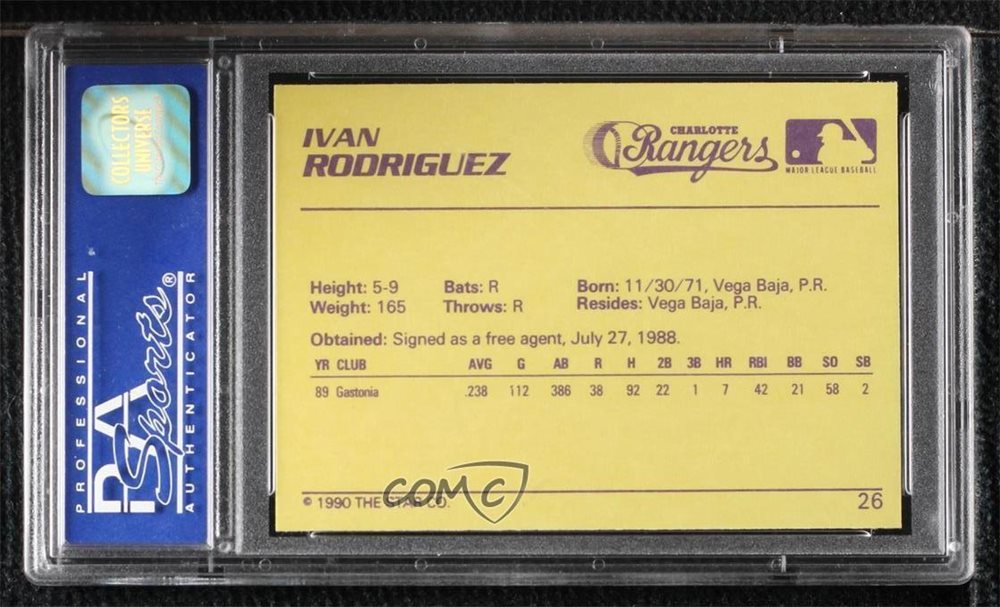 COLLECTORS
UNIVERSE
PROFESSIONAL
PSA
Sports®
AUTHENTICATOR
IVAN
RODRIGUEZ
CHARLOTTE
Rangers
MAJOR LEAGUE BASEBALL
Height: 5-9 Bats: R Born: 11/30/71, Vega Baja, P.R.
Weight: 165 Throws: R Resides: Vega Baja, P.R.
Obtained: Signed as a free agent, July 27, 1988.
YR CLUB AVG G AB R H 2B 3B HR RBI BB SO SB
89 Gastonia .238 112 386 38 92 22 1 7 42 21 58 2
COMC
© 1990 THE STAR CO. 26